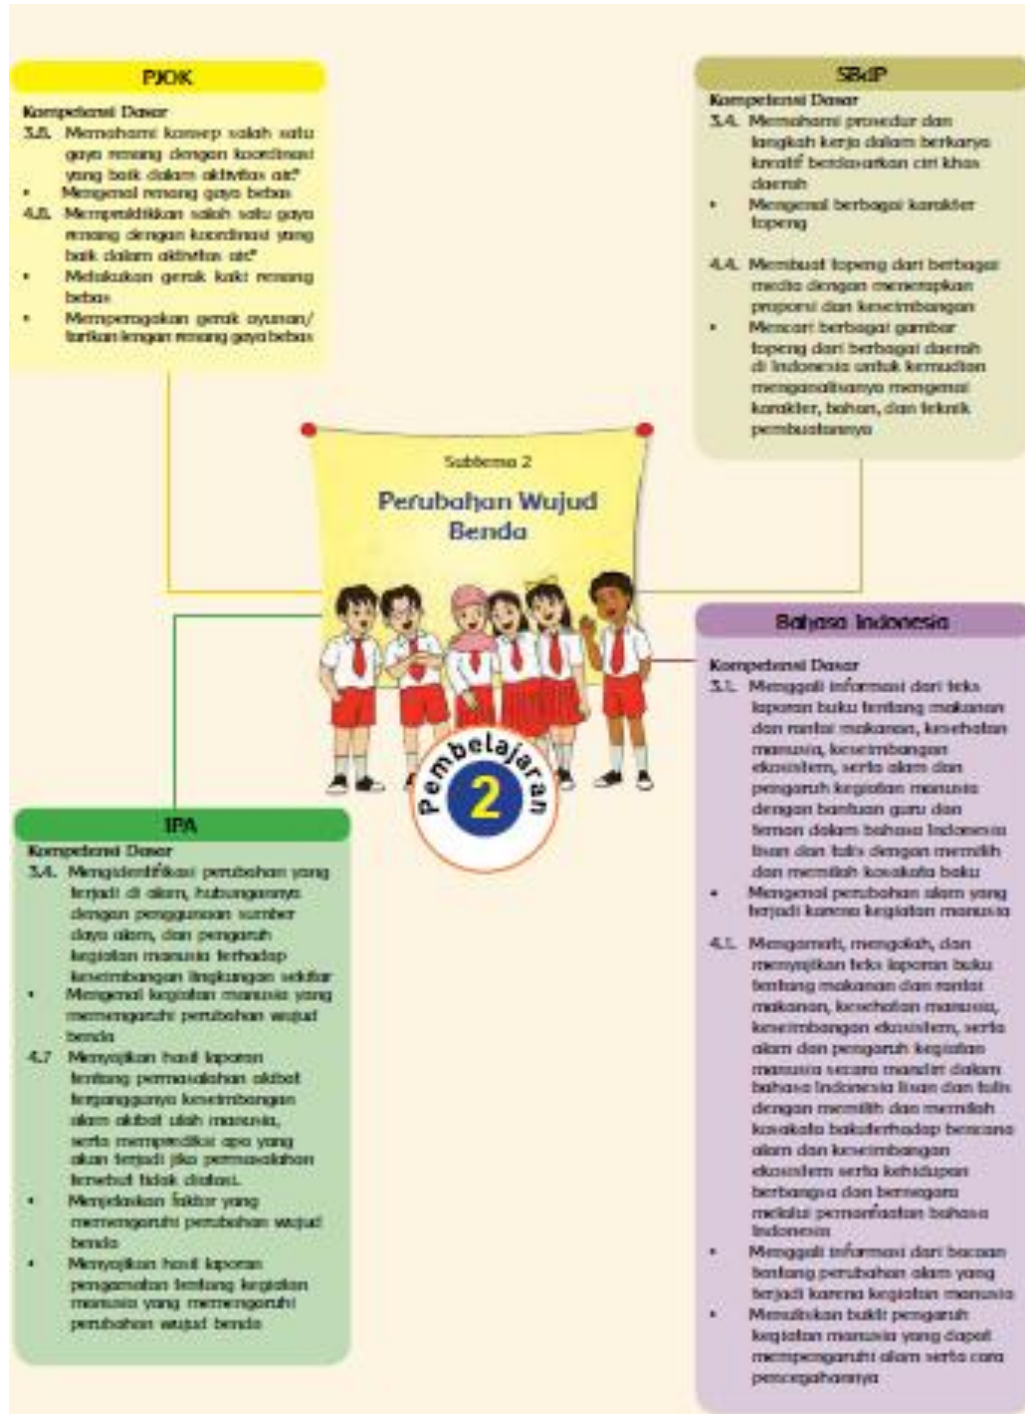 PJOK
Kompetensi Dasar
3.8. Memahami konsep salah satu
gaya renang dengan koordinasi
yang baik dalam aktivitas air.*
• Mengenal renang gaya bebas
4.8. Mempraktikkan salah satu gaya
renang dengan koordinasi yang
baik dalam aktivitas air.*
• Melakukan gerak kaki renang
bebas
• Memperagakan gerak ayunan/
tarikan lengan renang gaya bebas
SBdP
Kompetensi Dasar
3.4. Memahami prosedur dan
langkah kerja dalam berkarya
kreatif berdasarkan ciri khas
daerah
• Mengenal berbagai karakter
topeng
4.4. Membuat topeng dari berbagai
media dengan menerapkan
proporsi dan keseimbangan
• Mencari berbagai gambar
topeng dari berbagai daerah
di Indonesia untuk kemudian
menganalisanya mengenai
karakter, bahan, dan teknik
pembuatannya
Subtema 2
Perubahan Wujud
Benda
Pembelajaran
2
IPA
Kompetensi Dasar
3.4. Mengidentifikasi perubahan yang
terjadi di alam, hubungannya
dengan penggunaan sumber
daya alam, dan pengaruh
kegiatan manusia terhadap
keseimbangan lingkungan sekitar
• Mengenal kegiatan manusia yang
memengaruhi perubahan wujud
benda
4.7 Menyajikan hasil laporan
tentang permasalahan akibat
terganggunya keseimbangan
alam akibat ulah manusia,
serta memprediksi apa yang
akan terjadi jika permasalahan
tersebut tidak diatasi.
• Menjelaskan faktor yang
memengaruhi perubahan wujud
benda
• Menyajikan hasil laporan
pengamatan tentang kegiatan
manusia yang memengaruhi
perubahan wujud benda
Bahasa Indonesia
Kompetensi Dasar
3.1. Menggali informasi dari teks
laporan buku tentang makanan
dan rantai makanan, kesehatan
manusia, keseimbangan
ekosistem, serta alam dan
pengaruh kegiatan manusia
dengan bantuan guru dan
teman dalam bahasa Indonesia
lisan dan tulis dengan memilih
dan memilah kosakata baku
• Mengenal perubahan alam yang
terjadi karena kegiatan manusia
4.1. Mengamati, mengolah, dan
menyajikan teks laporan buku
tentang makanan dan rantai
makanan, kesehatan manusia,
keseimbangan ekosistem, serta
alam dan pengaruh kegiatan
manusia secara mandiri dalam
bahasa Indonesia lisan dan tulis
dengan memilih dan memilah
kosakata bakuterhadap bencana
alam dan keseimbangan
ekosistem serta kehidupan
berbangsa dan bernegara
melalui pemanfaatan bahasa
Indonesia
• Menggali informasi dari bacaan
tentang perubahan alam yang
terjadi karena kegiatan manusia
• Menuliskan bukti pengaruh
kegiatan manusia yang dapat
mempengaruhi alam serta cara
pencegahannya